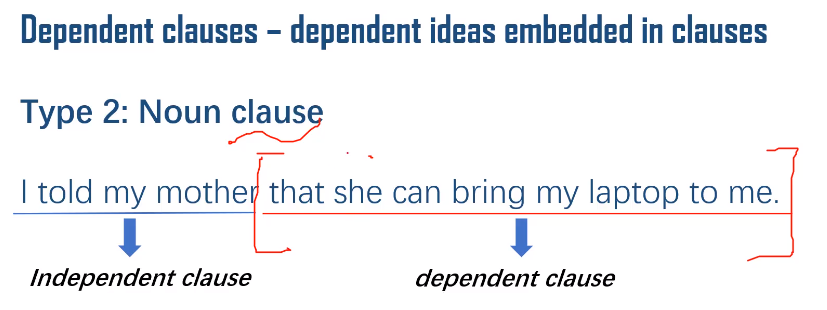 Dependent clauses – dependent ideas embedded in clauses
Type 2: Noun clause
I told my mother that she can bring my laptop to me.
Independent clause dependent clause